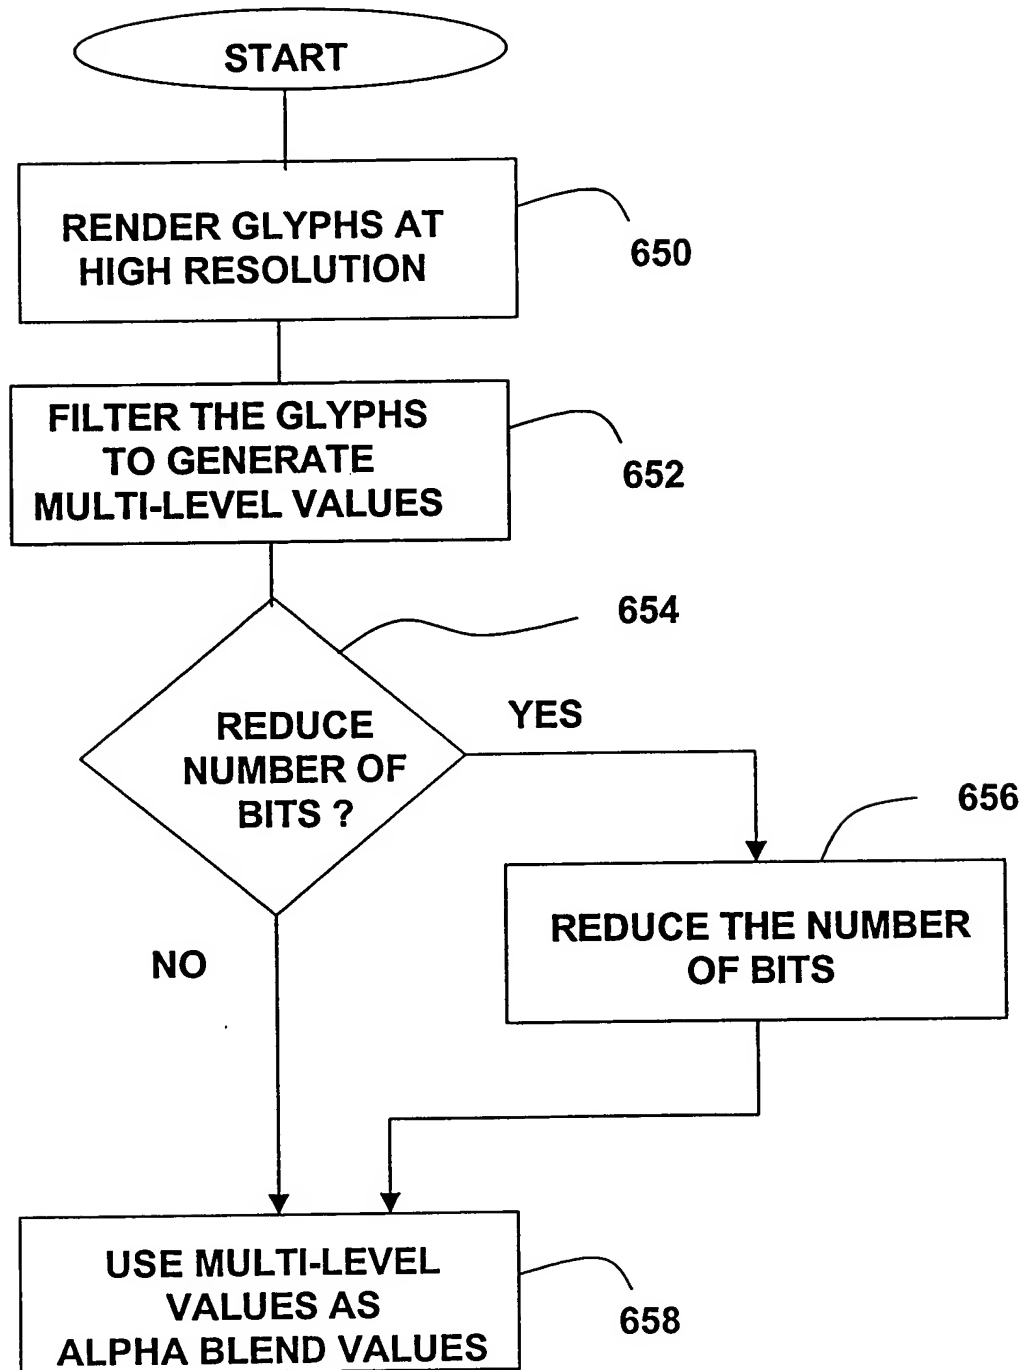 START
RENDER GLYPHS AT
HIGH RESOLUTION
650
FILTER THE GLYPHS
TO GENERATE
MULTI-LEVEL VALUES
652
654
REDUCE
NUMBER OF
BITS ?
YES
656
REDUCE THE NUMBER
OF BITS
NO
USE MULTI-LEVEL
VALUES AS
ALPHA BLEND VALUES
658